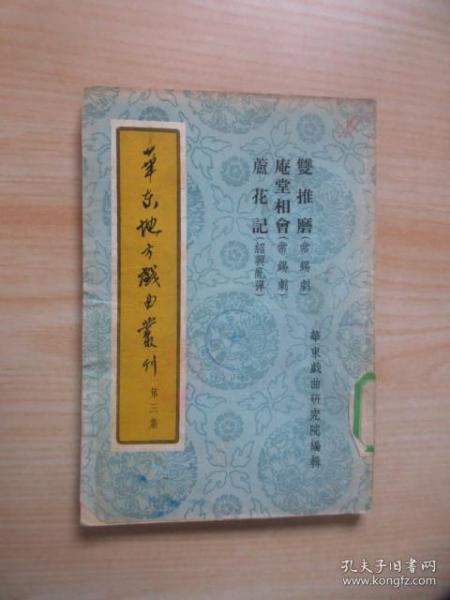 雙推磨(常錫劇)
庵堂相會(常錫劇)
蘆花記(紹興亂彈)
華東戲曲研究院編輯
華东地方戲曲叢刊
第三集
孔夫子旧书网
www.kongfz.com